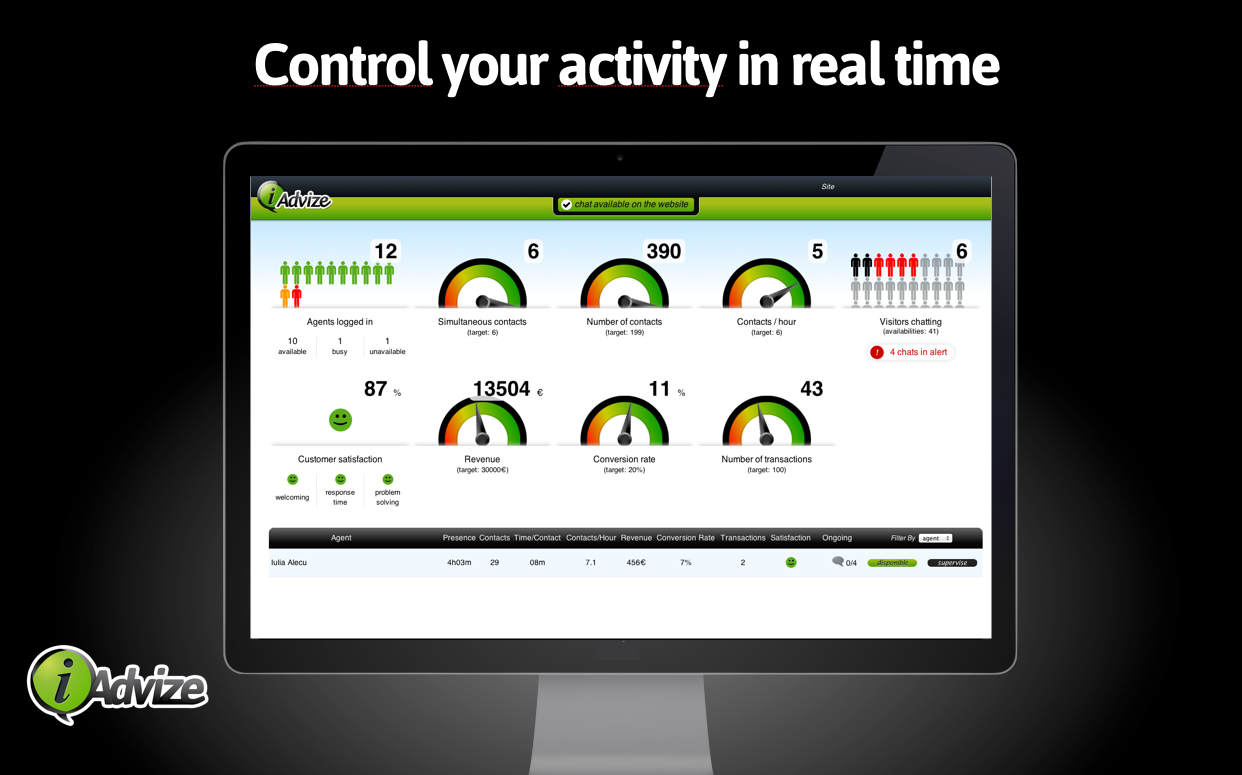 Control your activity in real time
Site
iAdvize
chat available on the website
12
6
390
5
6
Agents logged in
Simultaneous contacts
Number of contacts
Contacts / hour
Visitors chatting
(target: 6)
(target: 199)
(target: 6)
(availabilities: 41)
10
1
1
available
busy
unavailable
! 4 chats in alert
87 %
13504 €
11 %
43
Customer satisfaction
Revenue
Conversion rate
Number of transactions
(target: 30000€)
(target: 20%)
(target: 100)
welcoming
response
time
problem
solving
Agent Presence Contacts Time/Contact Contacts/Hour Revenue Conversion Rate Transactions Satisfaction Ongoing Filter By agent
Iulia Alecu 4h03m 29 08m 7.1 456€ 7% 2 0/4 disponible supervise
iAdvize